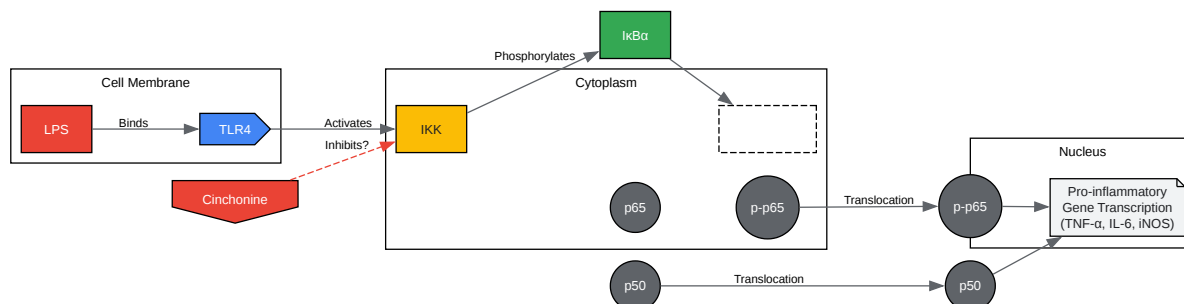 IκBα
Phosphorylates
Cell Membrane
Cytoplasm
LPS
Binds
TLR4
Activates
IKK
Inhibits?
Cinchonine
p65
p-p65
Translocation
p-p65
Nucleus
Pro-inflammatory
Gene Transcription
(TNF-α, IL-6, iNOS)
p50
Translocation
p50